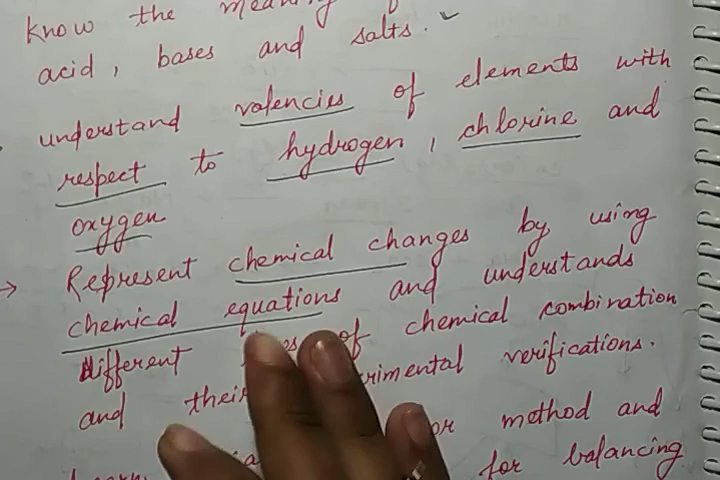 know the meaning
acid, bases and salts.
understand valencies of elements with
respect to hydrogen, chlorine and
oxygen
→ Represent chemical changes by using
chemical equations and understands
different of chemical combination
and their verifications.
method and
for balancing